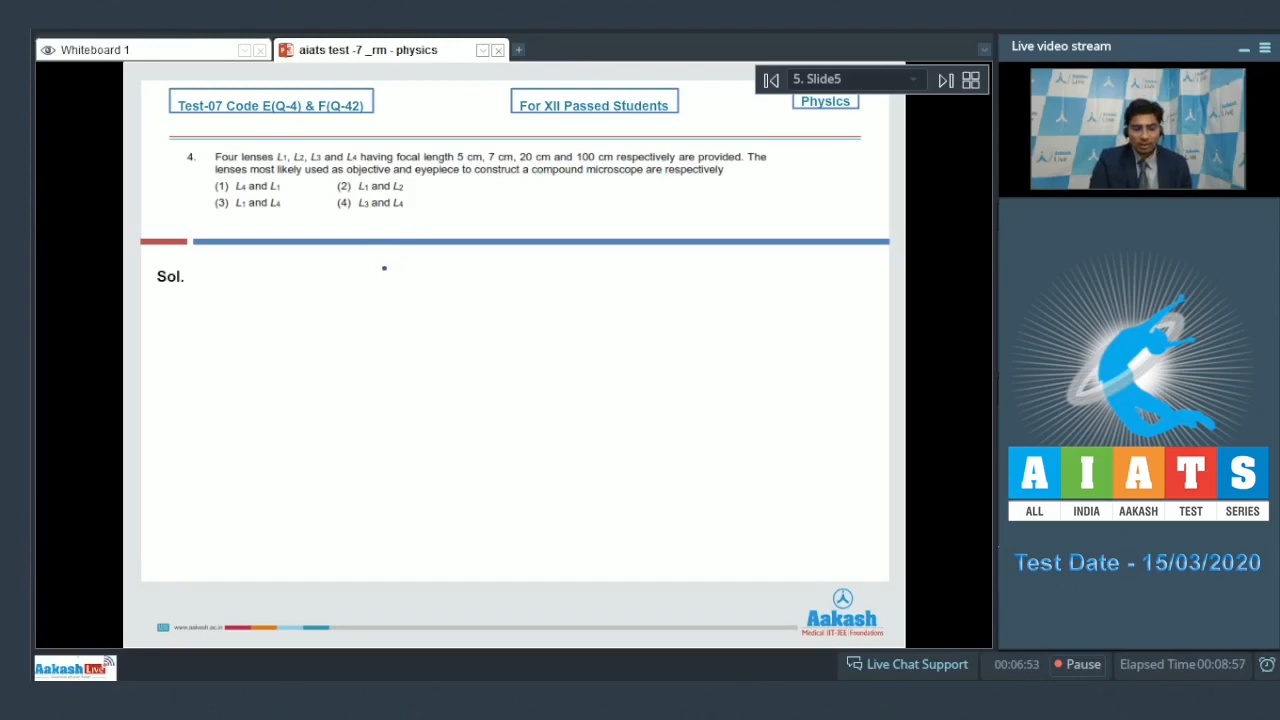 Whiteboard 1
aiats test -7 _rm - physics
Live video stream
5. Slide5
Test-07 Code E(Q-4) & F(Q-42)
For XII Passed Students
Physics
4. Four lenses L1, L2, L3 and L4 having focal length 5 cm, 7 cm, 20 cm and 100 cm respectively are provided. The
lenses most likely used as objective and eyepiece to construct a compound microscope are respectively
(1) L4 and L1 (2) L1 and L2
(3) L1 and L4 (4) L3 and L4
Sol.
A I A T S
ALL INDIA AAKASH TEST SERIES
Test Date - 15/03/2020
www.aakash.ac.in
Aakash
Medical|IIT-JEE|Foundations
Aakash Live
Live Chat Support
00:06:53
Pause
Elapsed Time 00:08:57